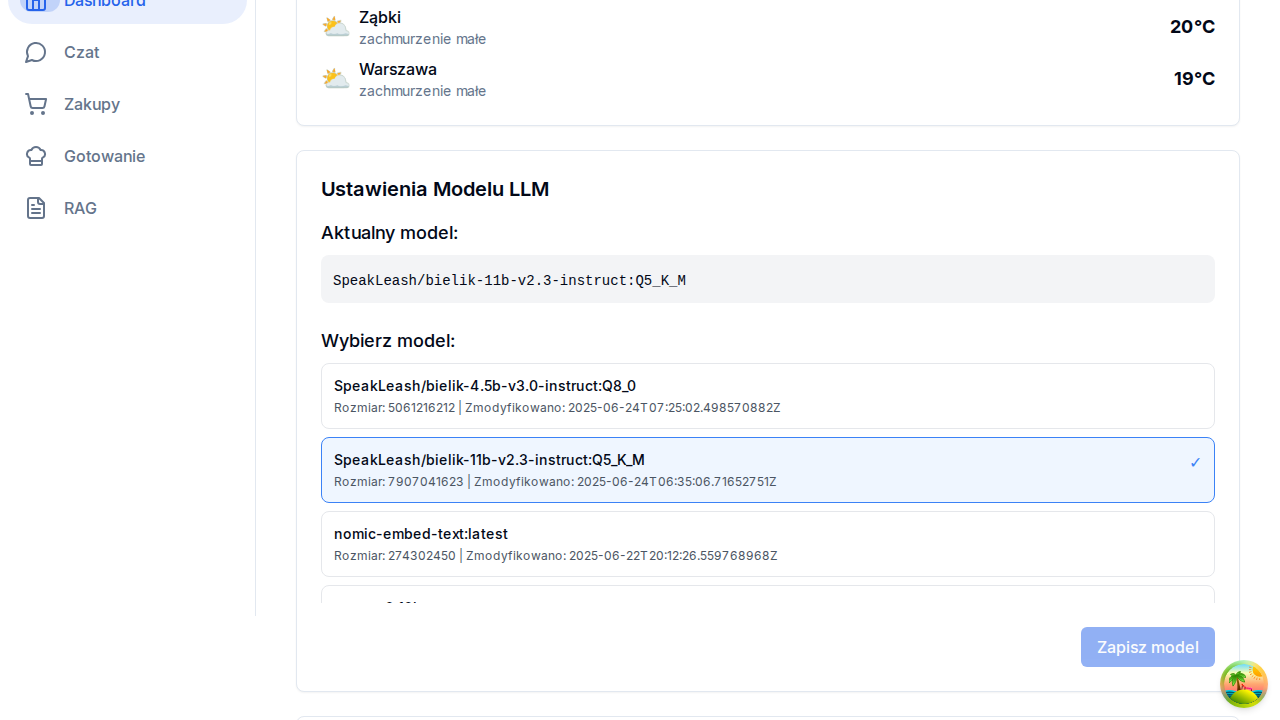 Dashboard
Czat
Zakupy
Gotowanie
RAG
Ząbki
zachmurzenie małe
20°C
Warszawa
zachmurzenie małe
19°C
Ustawienia Modelu LLM
Aktualny model:
SpeakLeash/bielik-11b-v2.3-instruct:Q5_K_M
Wybierz model:
SpeakLeash/bielik-4.5b-v3.0-instruct:Q8_0
Rozmiar: 5061216212 | Zmodyfikowano: 2025-06-24T07:25:02.498570882Z
SpeakLeash/bielik-11b-v2.3-instruct:Q5_K_M
✓
Rozmiar: 7907041623 | Zmodyfikowano: 2025-06-24T06:35:06.71652751Z
nomic-embed-text:latest
Rozmiar: 274302450 | Zmodyfikowano: 2025-06-22T20:12:26.559768968Z
Zapisz model